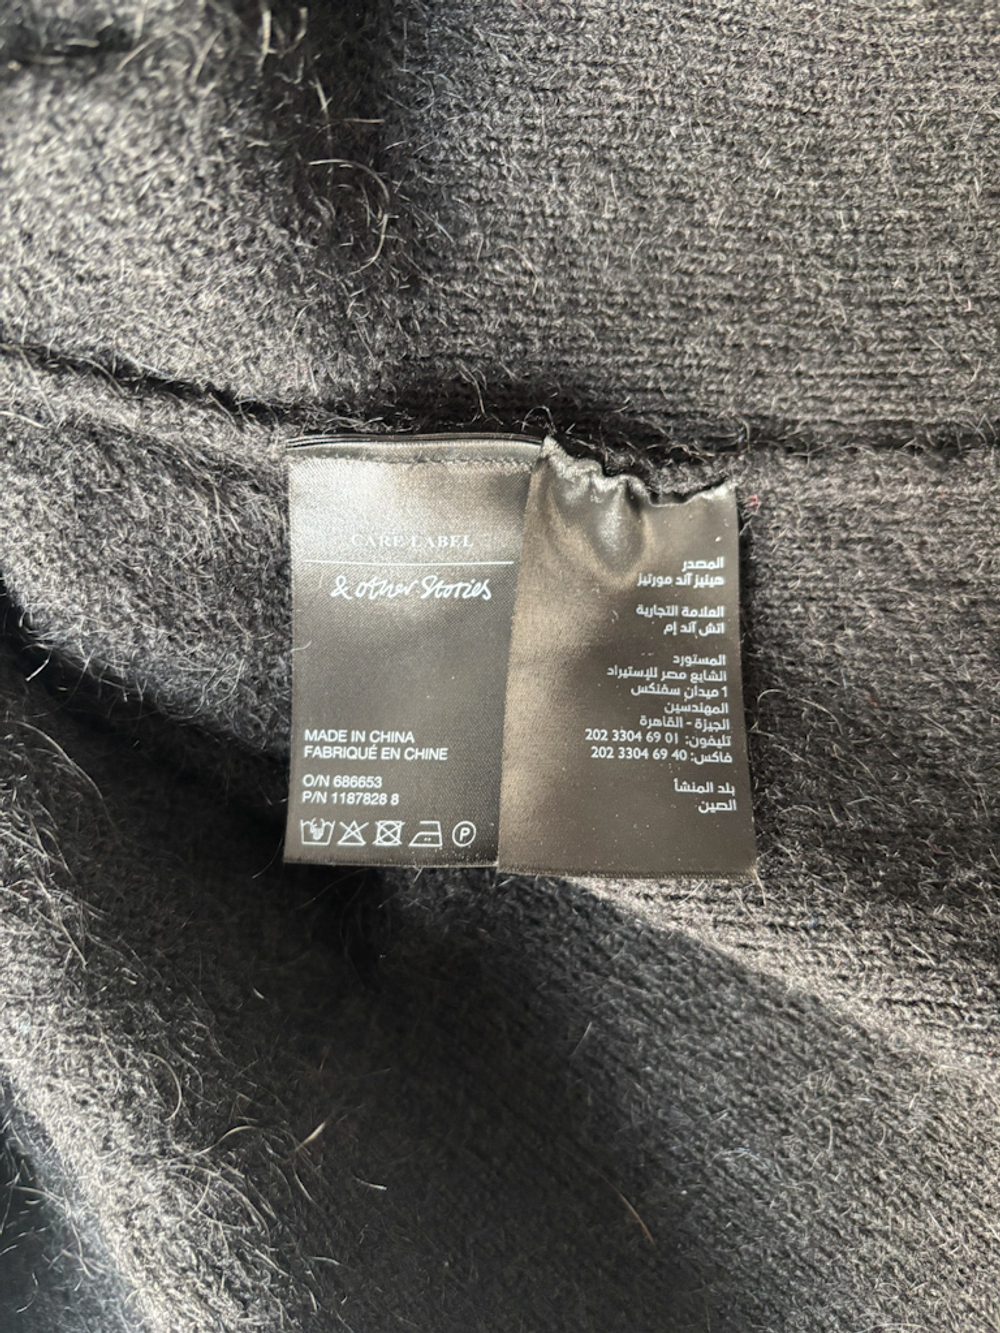 CARE LABEL
& other Stories
MADE IN CHINA
FABRIQUÉ EN CHINE
O/N 686653
P/N 1187828 8
P
المصدر
هينيز آند موريتز
العلامة التجارية
اتش آند إم
المستورد
الشايع مصر للإستيراد
1 ميدان سفنكس
المهندسين
الجيزة - القاهرة
تليفون: 01 69 3304 202
فاكس: 40 69 3304 202
بلد المنشأ
الصين